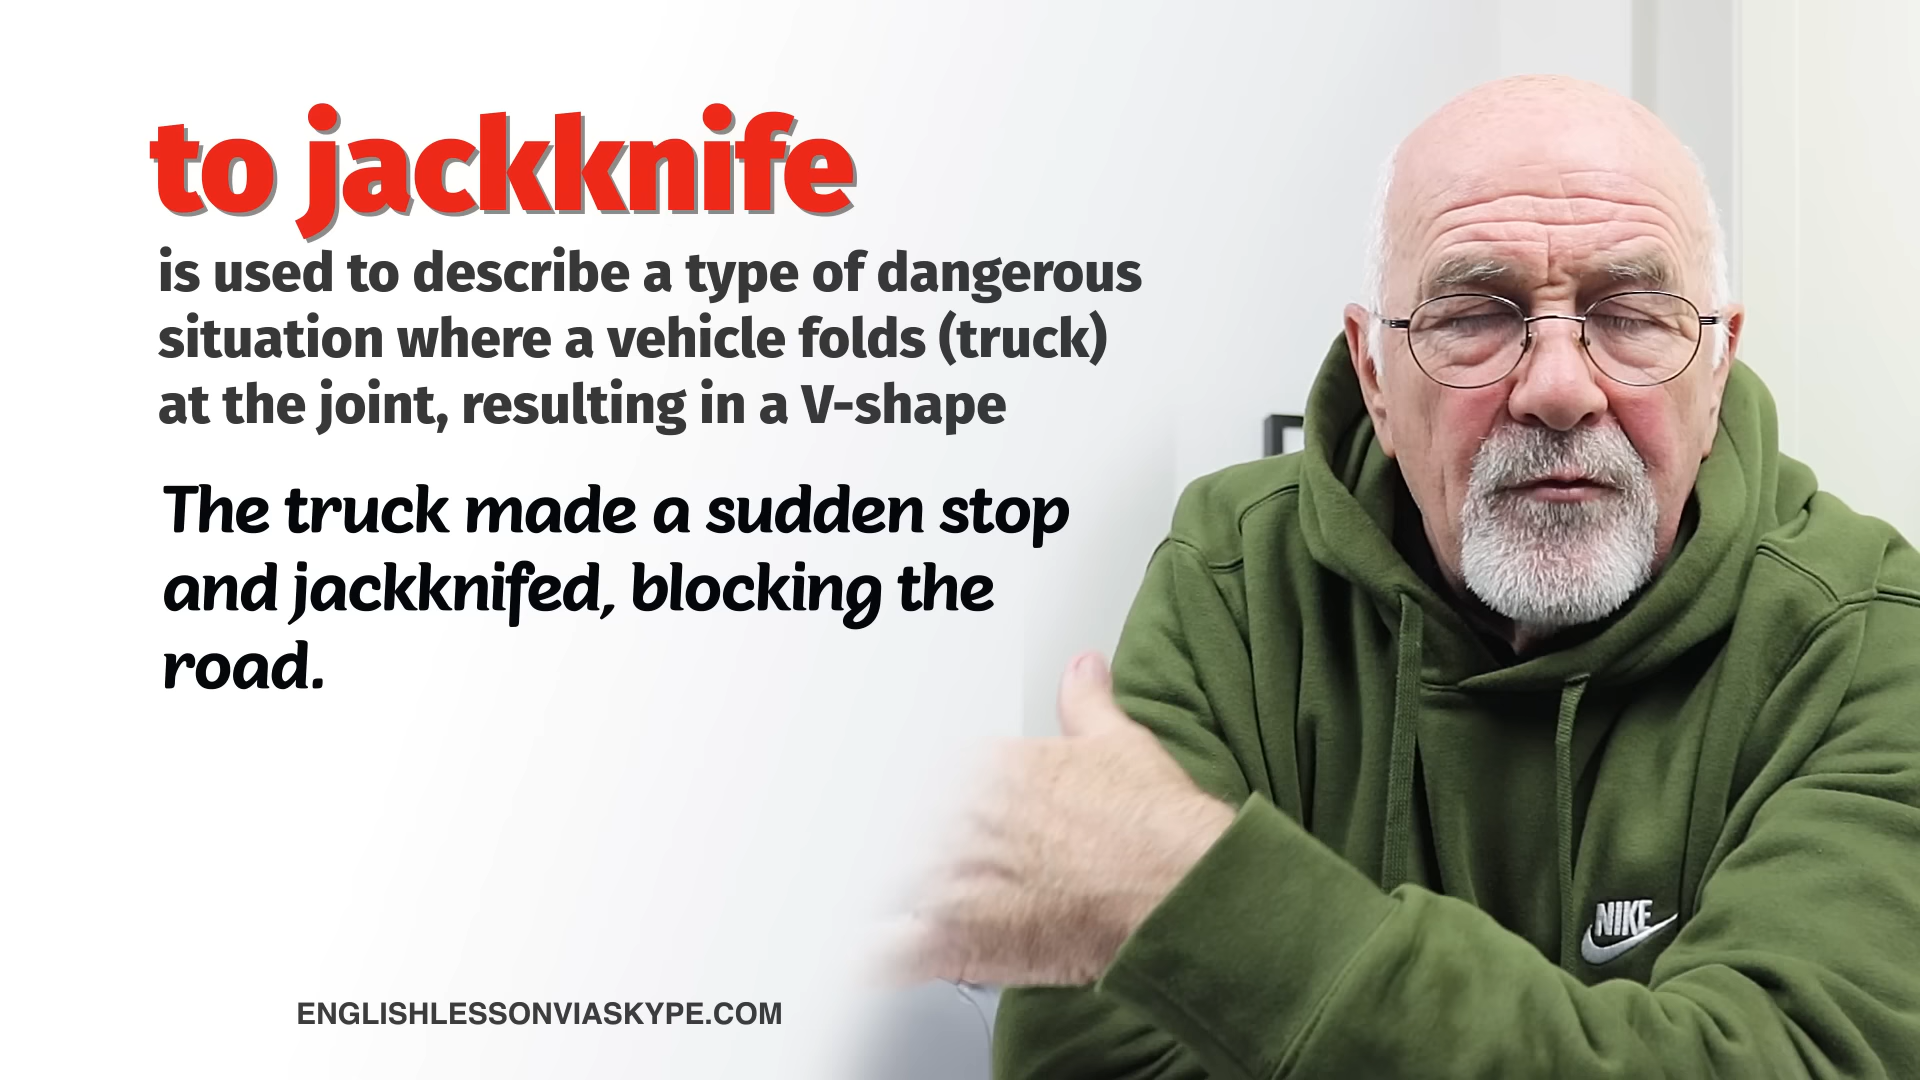 to jackknife
is used to describe a type of dangerous
situation where a vehicle folds (truck)
at the joint, resulting in a V-shape
The truck made a sudden stop
and jackknifed, blocking the
road.
NIKE
ENGLISHLESSONVIASKYPE.COM